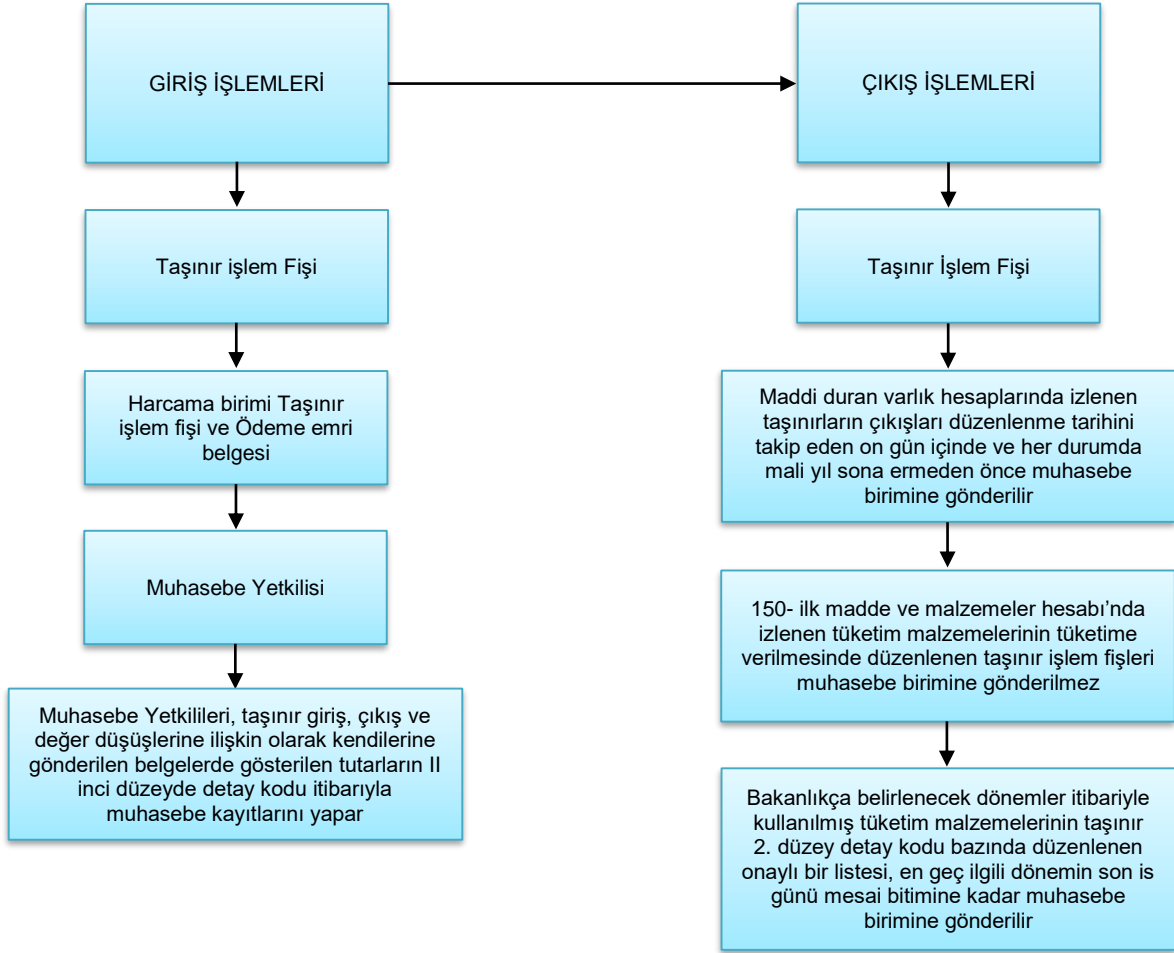 GİRİŞ İŞLEMLERİ
ÇIKIŞ İŞLEMLERİ
Taşınır işlem Fişi
Harcama birimi Taşınır
işlem fişi ve Ödeme emri
belgesi
Muhasebe Yetkilisi
Muhasebe Yetkilileri, taşınır giriş, çıkış ve
değer düşüşlerine ilişkin olarak kendilerine
gönderilen belgelerde gösterilen tutarların II
inci düzeyde detay kodu itibarıyla
muhasebe kayıtlarını yapar
Taşınır İşlem Fişi
Maddi duran varlık hesaplarında izlenen
taşınırların çıkışları düzenlenme tarihini
takip eden on gün içinde ve her durumda
mali yıl sona ermeden önce muhasebe
birimine gönderilir
150- ilk madde ve malzemeler hesabı’nda
izlenen tüketim malzemelerinin tüketime
verilmesinde düzenlenen taşınır işlem fişleri
muhasebe birimine gönderilmez
Bakanlıkça belirlenecek dönemler itibariyle
kullanılmış tüketim malzemelerinin taşınır
2. düzey detay kodu bazında düzenlenen
onaylı bir listesi, en geç ilgili dönemin son is
günü mesai bitimine kadar muhasebe
birimine gönderilir